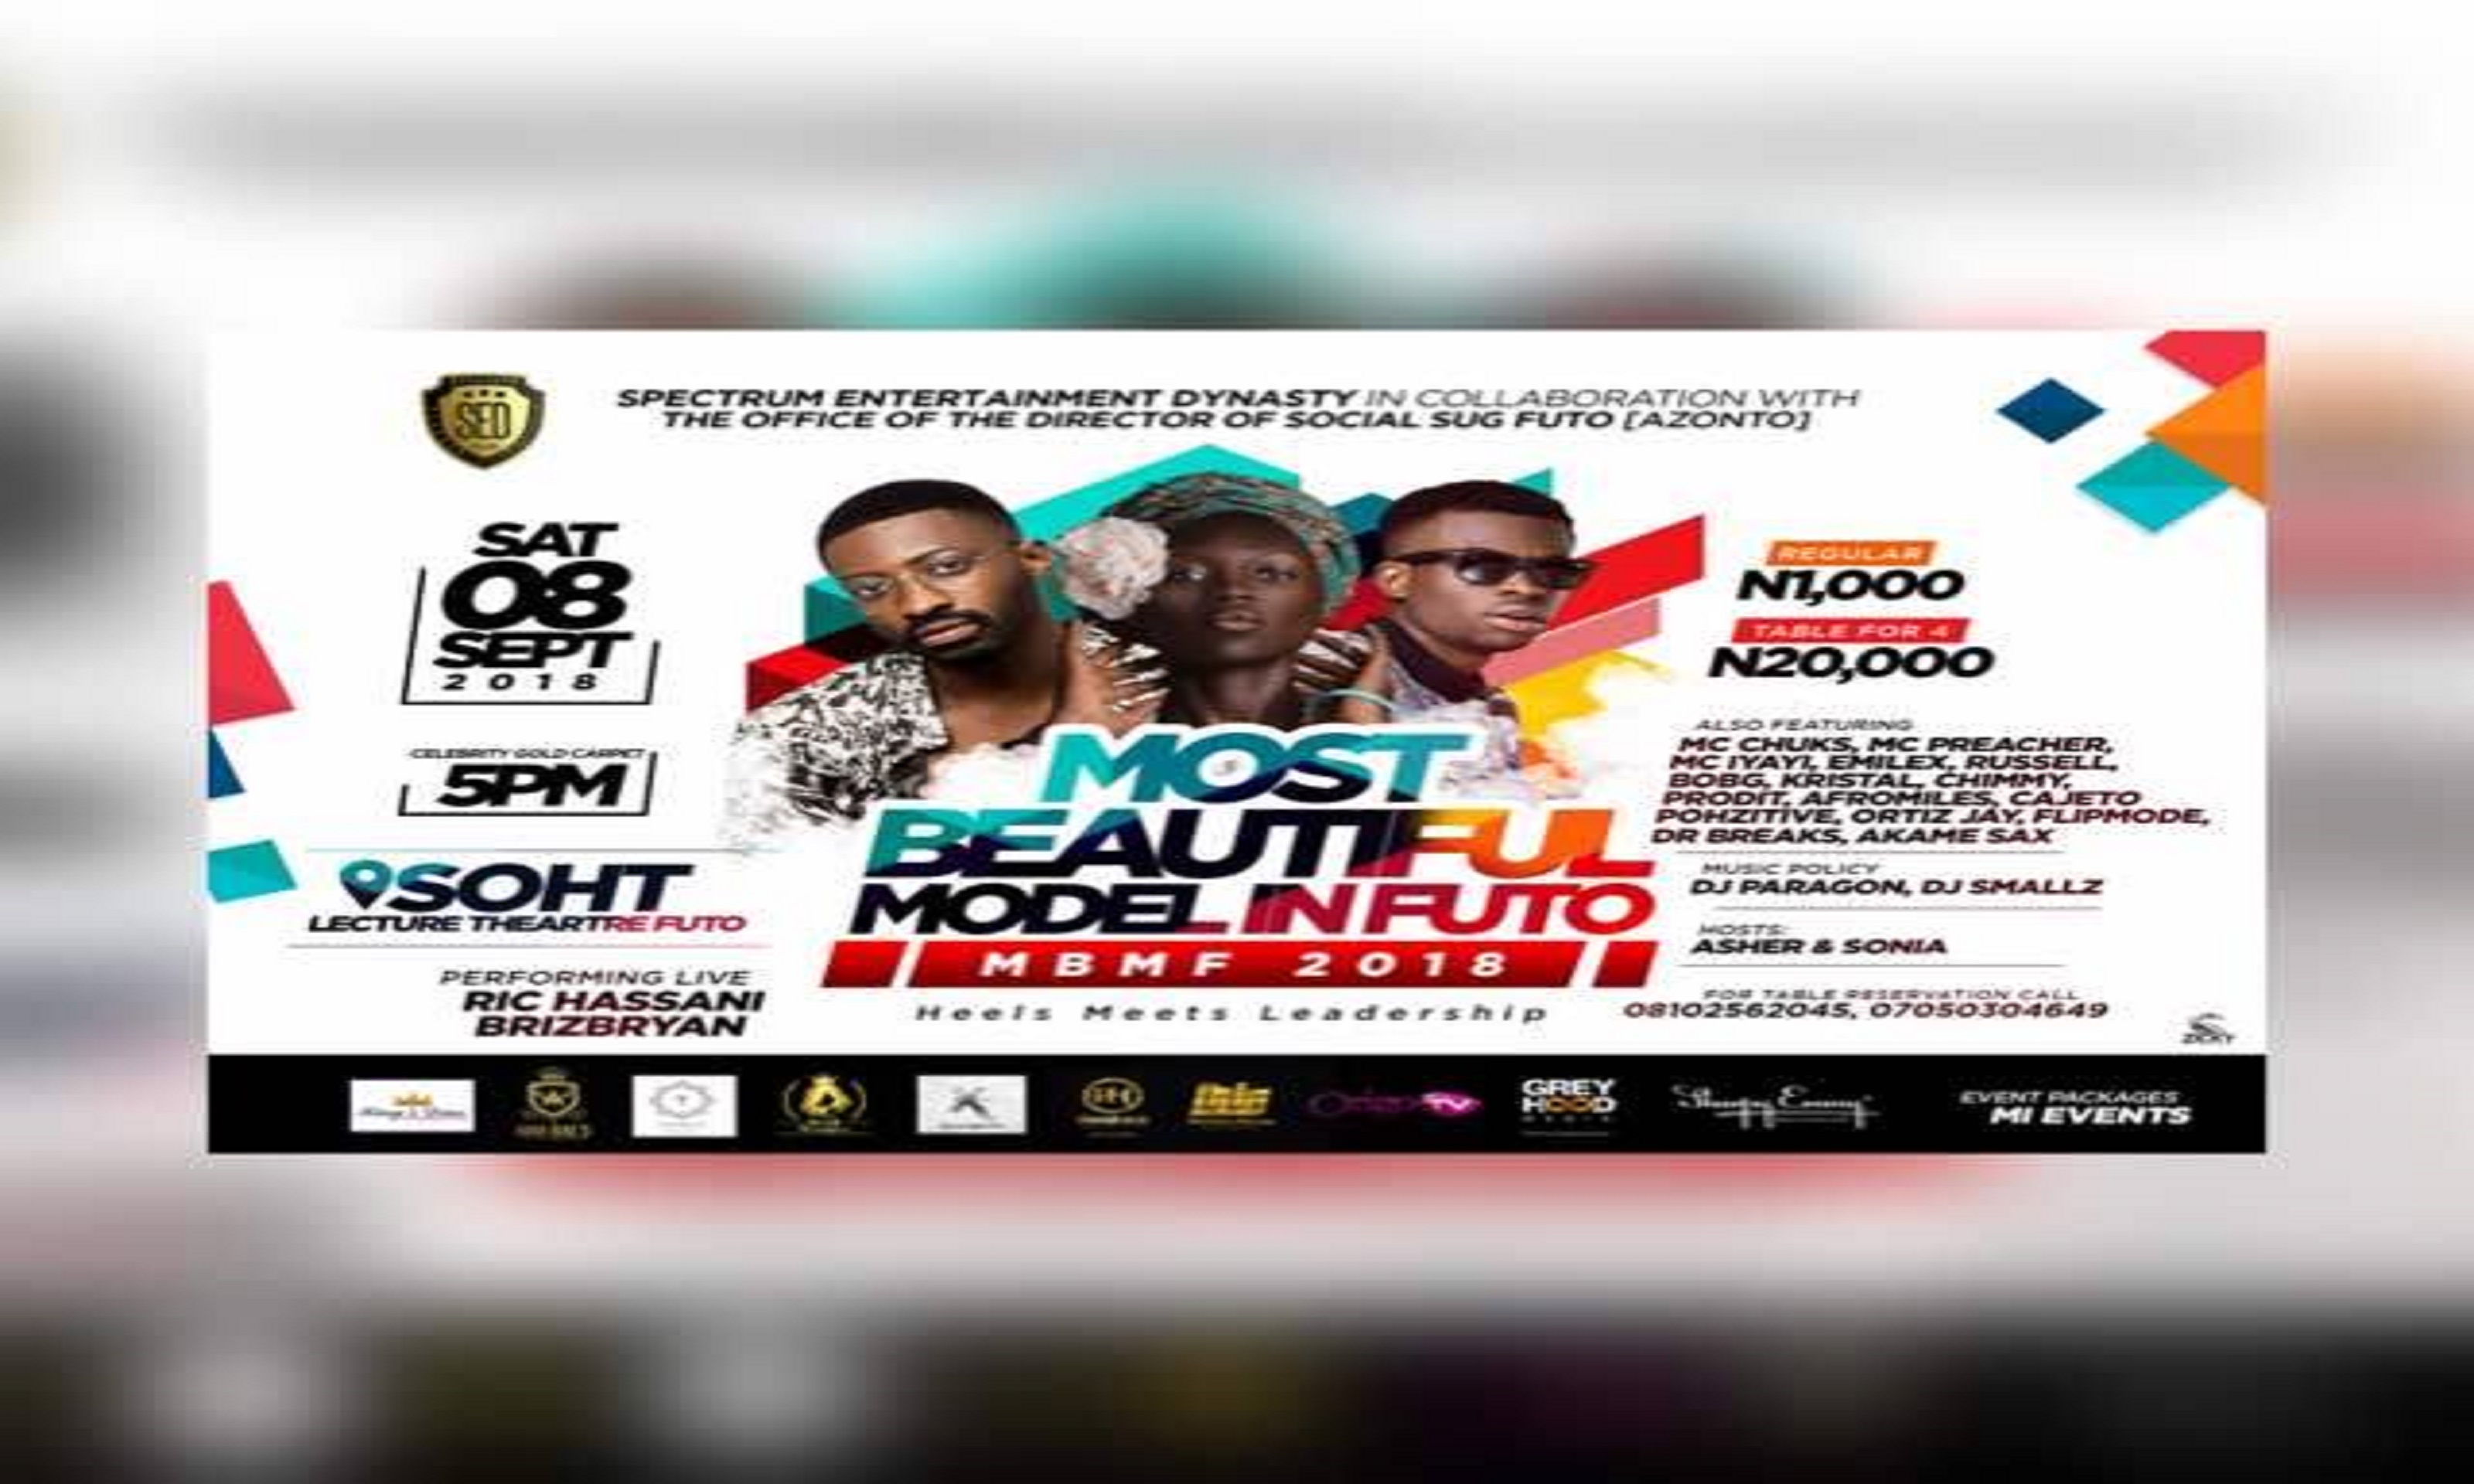 SED
SPECTRUM ENTERTAINMENT DYNASTY IN COLLABORATION WITH
THE OFFICE OF THE DIRECTOR OF SOCIAL SUG FUTO [AZONTO]
SAT
08
SEPT
2018
CELEBRITY GOLD CARPET
5PM
SOHT
LECTURE THEARTRE FUTO
PERFORMING LIVE
RIC HASSANI
BRIZBRYAN
MOST
BEAUTIFUL
MODEL IN FUTO
MBMF 2018
Heels Meets Leadership
REGULAR
N1,000
TABLE FOR 4
N20,000
ALSO FEATURING
MC CHUKS, MC PREACHER,
MC IYAYI, EMILEX, RUSSELL,
BOBG, KRISTAL, CHIMMY,
PRODIT, AFROMILES, CAJETO
POHZITIVE, ORTIZ JAY, FLIPMODE,
DR BREAKS, AKAME SAX
MUSIC POLICY
DJ PARAGON, DJ SMALLZ
HOSTS:
ASHER & SONIA
FOR TABLE RESERVATION CALL
08102562045, 07050304649
GREY
HOOD
EVENT PACKAGES
MI EVENTS